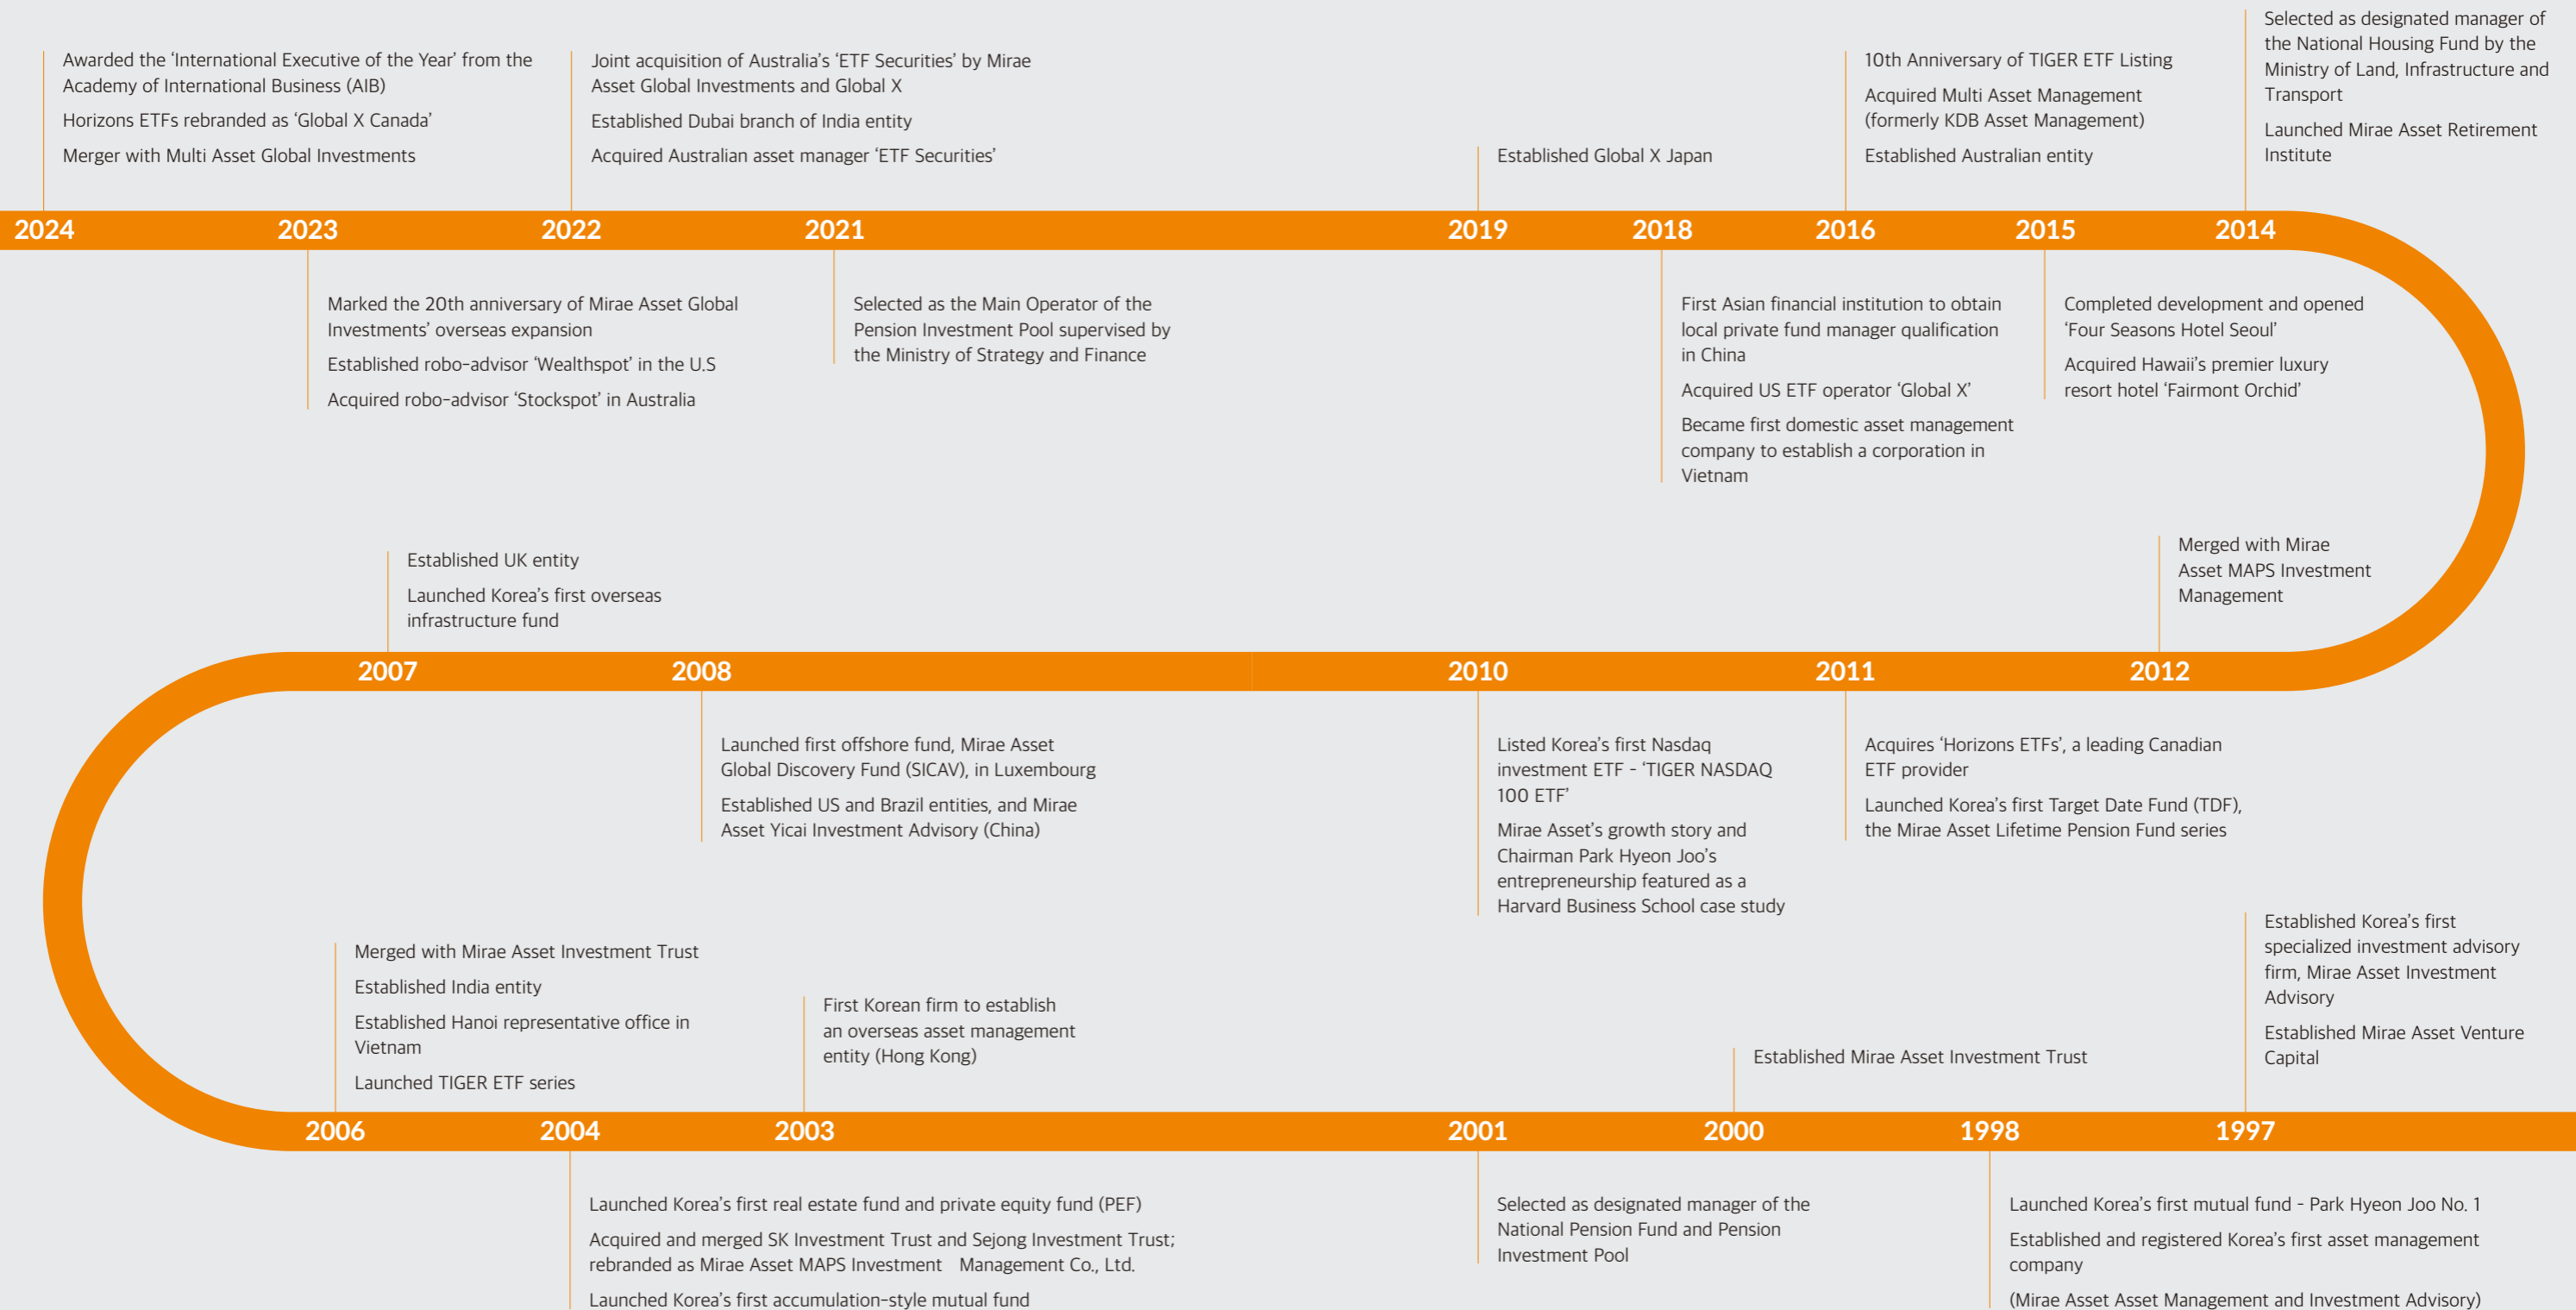 Awarded the ‘International Executive of the Year’ from the
Academy of International Business (AIB)
Horizons ETFs rebranded as ‘Global X Canada’
Merger with Multi Asset Global Investments
Joint acquisition of Australia’s ‘ETF Securities’ by Mirae
Asset Global Investments and Global X
Established Dubai branch of India entity
Acquired Australian asset manager ‘ETF Securities’
Established Global X Japan
10th Anniversary of TIGER ETF Listing
Acquired Multi Asset Management
(formerly KDB Asset Management)
Established Australian entity
Selected as designated manager of
the National Housing Fund by the
Ministry of Land, Infrastructure and
Transport
Launched Mirae Asset Retirement
Institute
2024 2023 2022 2021 2019 2018 2016 2015 2014
Marked the 20th anniversary of Mirae Asset Global
Investments’ overseas expansion
Established robo-advisor ‘Wealthspot’ in the U.S
Acquired robo-advisor ‘Stockspot’ in Australia
Selected as the Main Operator of the
Pension Investment Pool supervised by
the Ministry of Strategy and Finance
First Asian financial institution to obtain
local private fund manager qualification
in China
Acquired US ETF operator ‘Global X’
Became first domestic asset management
company to establish a corporation in
Vietnam
Completed development and opened
‘Four Seasons Hotel Seoul’
Acquired Hawaii’s premier luxury
resort hotel ‘Fairmont Orchid’
Established UK entity
Launched Korea’s first overseas
infrastructure fund
Merged with Mirae
Asset MAPS Investment
Management
2007 2008 2010 2011 2012
Launched first offshore fund, Mirae Asset
Global Discovery Fund (SICAV), in Luxembourg
Established US and Brazil entities, and Mirae
Asset Yicai Investment Advisory (China)
Listed Korea’s first Nasdaq
investment ETF - ‘TIGER NASDAQ
100 ETF’
Mirae Asset’s growth story and
Chairman Park Hyeon Joo’s
entrepreneurship featured as a
Harvard Business School case study
Acquires ‘Horizons ETFs’, a leading Canadian
ETF provider
Launched Korea’s first Target Date Fund (TDF),
the Mirae Asset Lifetime Pension Fund series
Merged with Mirae Asset Investment Trust
Established India entity
Established Hanoi representative office in
Vietnam
Launched TIGER ETF series
First Korean firm to establish
an overseas asset management
entity (Hong Kong)
Established Mirae Asset Investment Trust
Established Korea’s first
specialized investment advisory
firm, Mirae Asset Investment
Advisory
Established Mirae Asset Venture
Capital
2006 2004 2003 2001 2000 1998 1997
Launched Korea’s first real estate fund and private equity fund (PEF)
Acquired and merged SK Investment Trust and Sejong Investment Trust;
rebranded as Mirae Asset MAPS Investment Management Co., Ltd.
Launched Korea’s first accumulation-style mutual fund
Selected as designated manager of the
National Pension Fund and Pension
Investment Pool
Launched Korea’s first mutual fund - Park Hyeon Joo No. 1
Established and registered Korea’s first asset management
company
(Mirae Asset Asset Management and Investment Advisory)